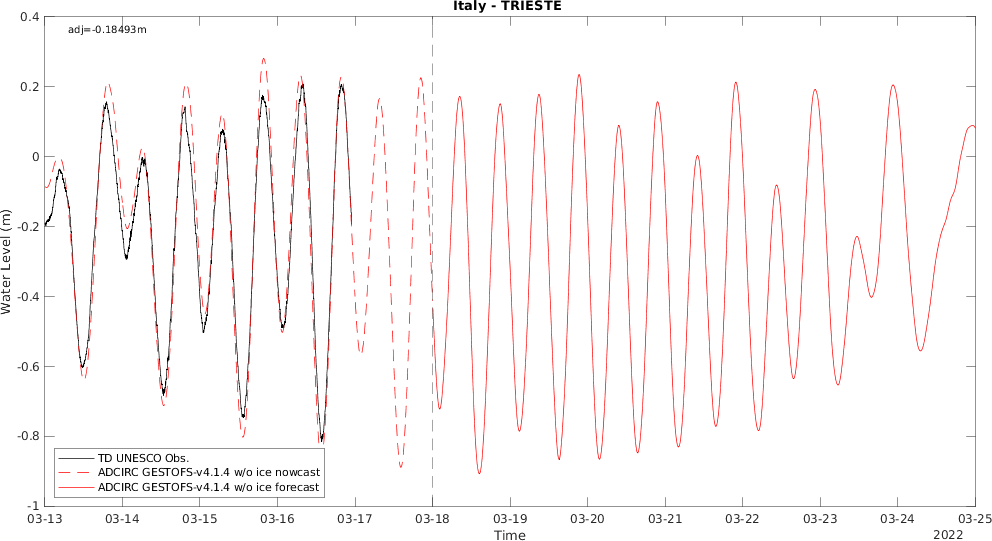 Italy - TRIESTE
adj=-0.18493m
Water Level (m)
0.4
0.2
0
-0.2
-0.4
-0.6
-0.8
-1
TD UNESCO Obs.
ADCIRC GESTOFS-v4.1.4 w/o ice nowcast
ADCIRC GESTOFS-v4.1.4 w/o ice forecast
03-13 03-14 03-15 03-16 03-17 03-18 03-19 03-20 03-21 03-22 03-23 03-24 03-25
Time
2022